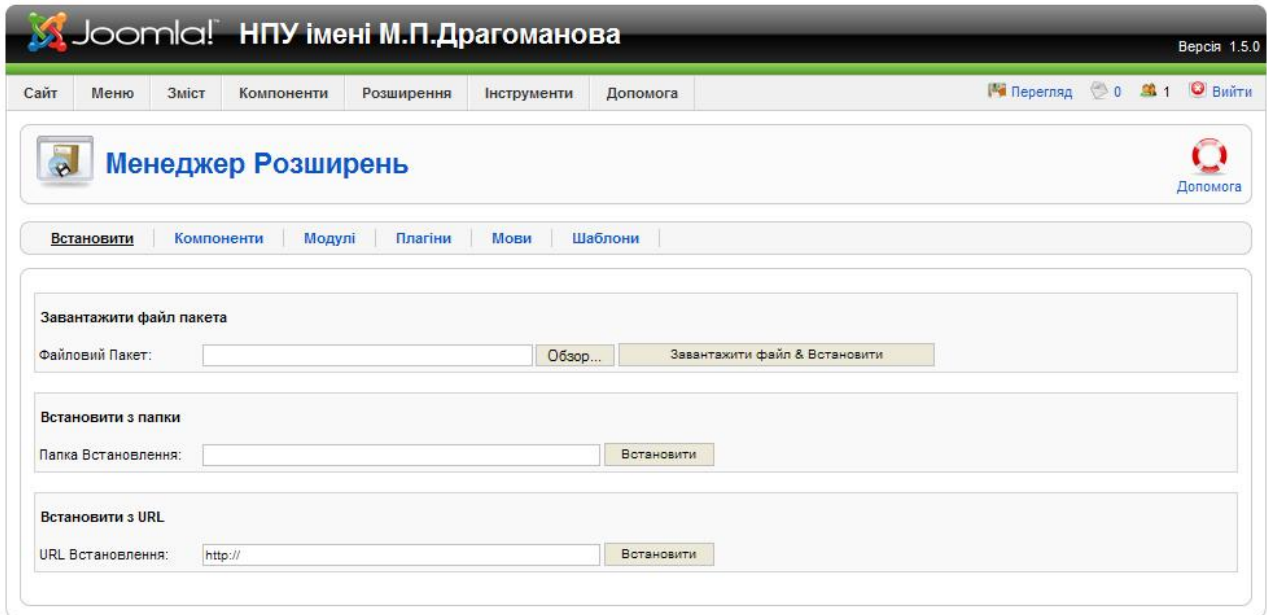 Joomla! НПУ імені М.П.Драгоманова
Версія 1.5.0
Сайт Меню Зміст Компоненти Розширення Інструменти Допомога Перегляд 0 1 Вийти
Менеджер Розширень
Допомога
Встановити Компоненти Модулі Плагіни Мови Шаблони
Завантажити файл пакета
Файловий Пакет: Обзор... Завантажити файл & Встановити
Встановити з папки
Папка Встановлення: Встановити
Встановити з URL
URL Встановлення: http:// Встановити